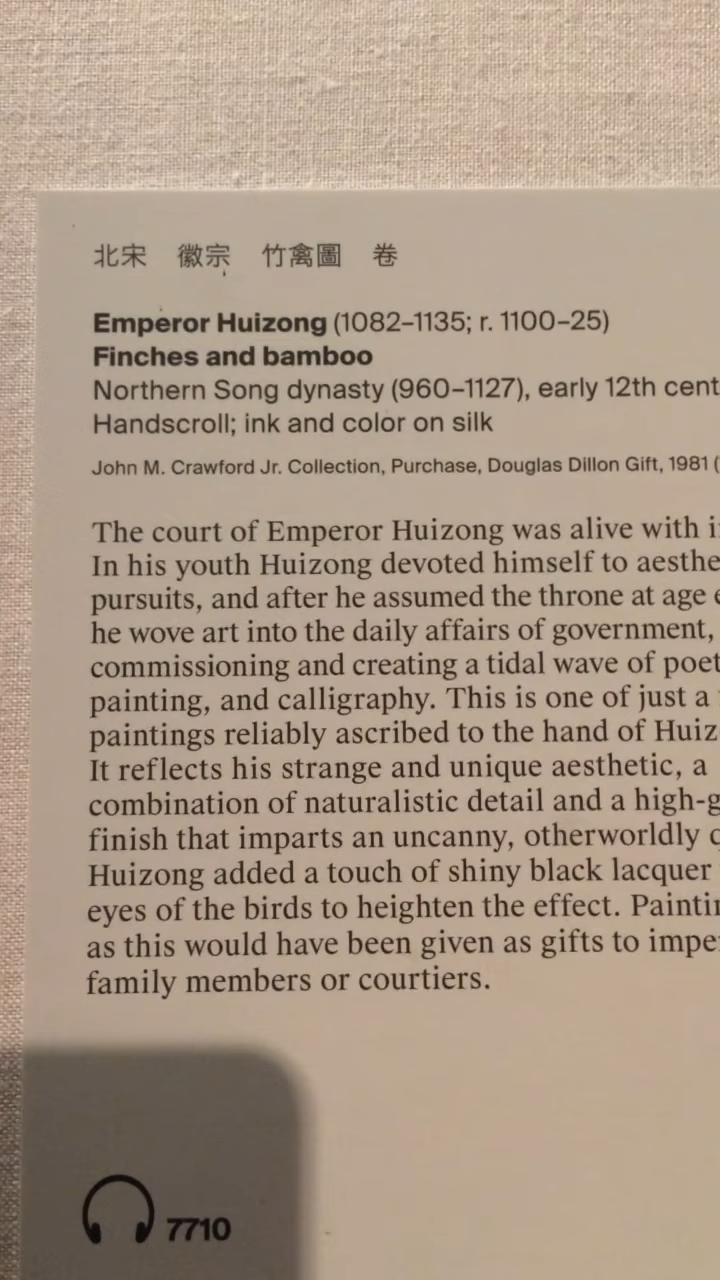 北宋 徽宗 竹禽圖 卷
Emperor Huizong (1082–1135; r. 1100–25)
Finches and bamboo
Northern Song dynasty (960–1127), early 12th cent
Handscroll; ink and color on silk
John M. Crawford Jr. Collection, Purchase, Douglas Dillon Gift, 1981 (
The court of Emperor Huizong was alive with
In his youth Huizong devoted himself to aesthe
pursuits, and after he assumed the throne at age
he wove art into the daily affairs of government,
commissioning and creating a tidal wave of poet
painting, and calligraphy. This is one of just a
paintings reliably ascribed to the hand of Huiz
It reflects his strange and unique aesthetic, a
combination of naturalistic detail and a high-g
finish that imparts an uncanny, otherworldly
Huizong added a touch of shiny black lacquer
eyes of the birds to heighten the effect. Paintin
as this would have been given as gifts to impe
family members or courtiers.
7710